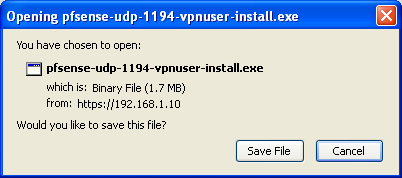 Opening pfsense-udp-1194-vpnuser-install.exe
You have chosen to open:
pfsense-udp-1194-vpnuser-install.exe
which is: Binary File (1.7 MB)
from: https://192.168.1.10
Would you like to save this file?
Save File Cancel